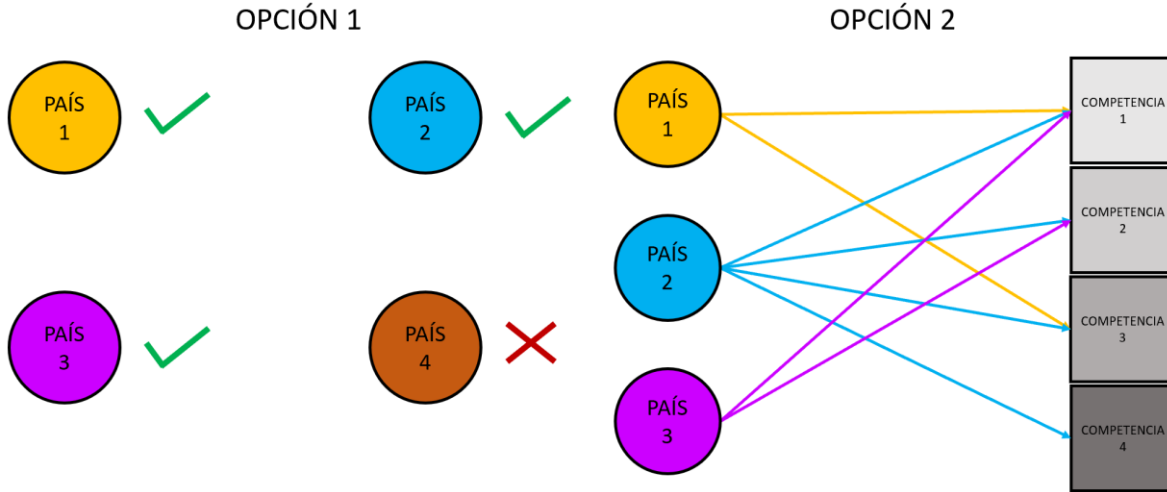 OPCIÓN 1
PAÍS
1
PAÍS
2
PAÍS
3
PAÍS
4
OPCIÓN 2
PAÍS
1
PAÍS
2
PAÍS
3
COMPETENCIA
1
COMPETENCIA
2
COMPETENCIA
3
COMPETENCIA
4